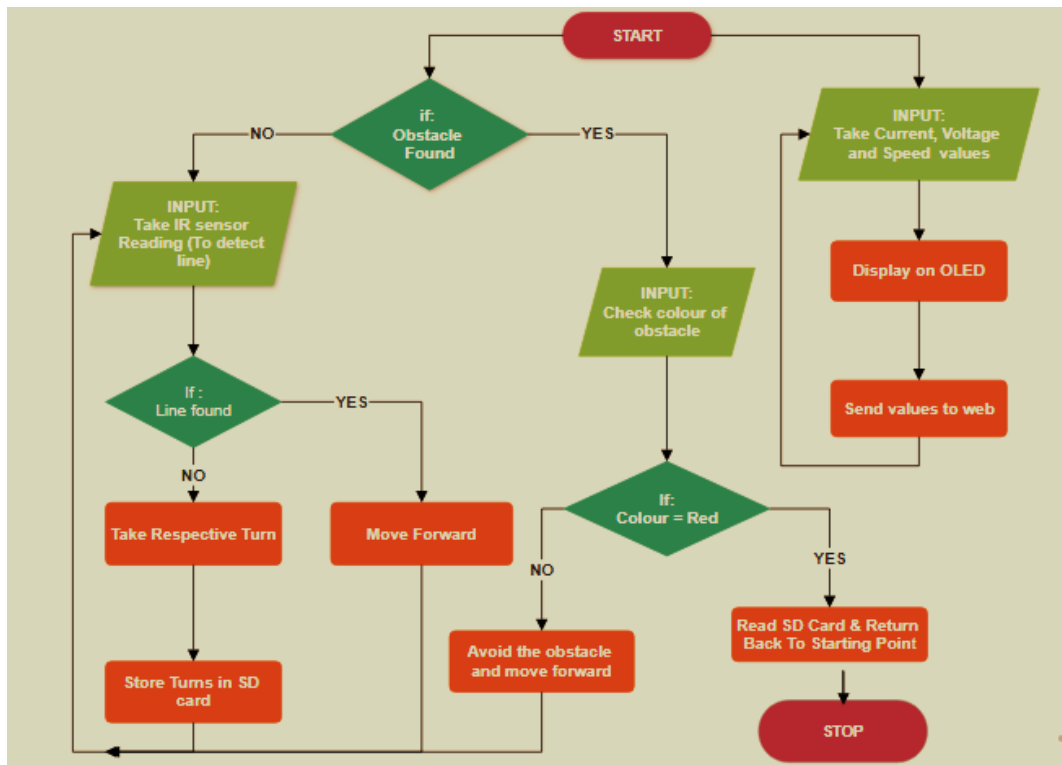 START
if:
Obstacle
Found
NO
YES
INPUT:
Take Current, Voltage
and Speed values
INPUT:
Take IR sensor
Reading (To detect
line)
Display on OLED
INPUT:
Check colour of
obstacle
If :
Line found
YES
Send values to web
NO
If:
Colour = Red
Take Respective Turn
Move Forward
NO
YES
Avoid the obstacle
and move forward
Read SD Card & Return
Back To Starting Point
Store Turns in SD
card
STOP